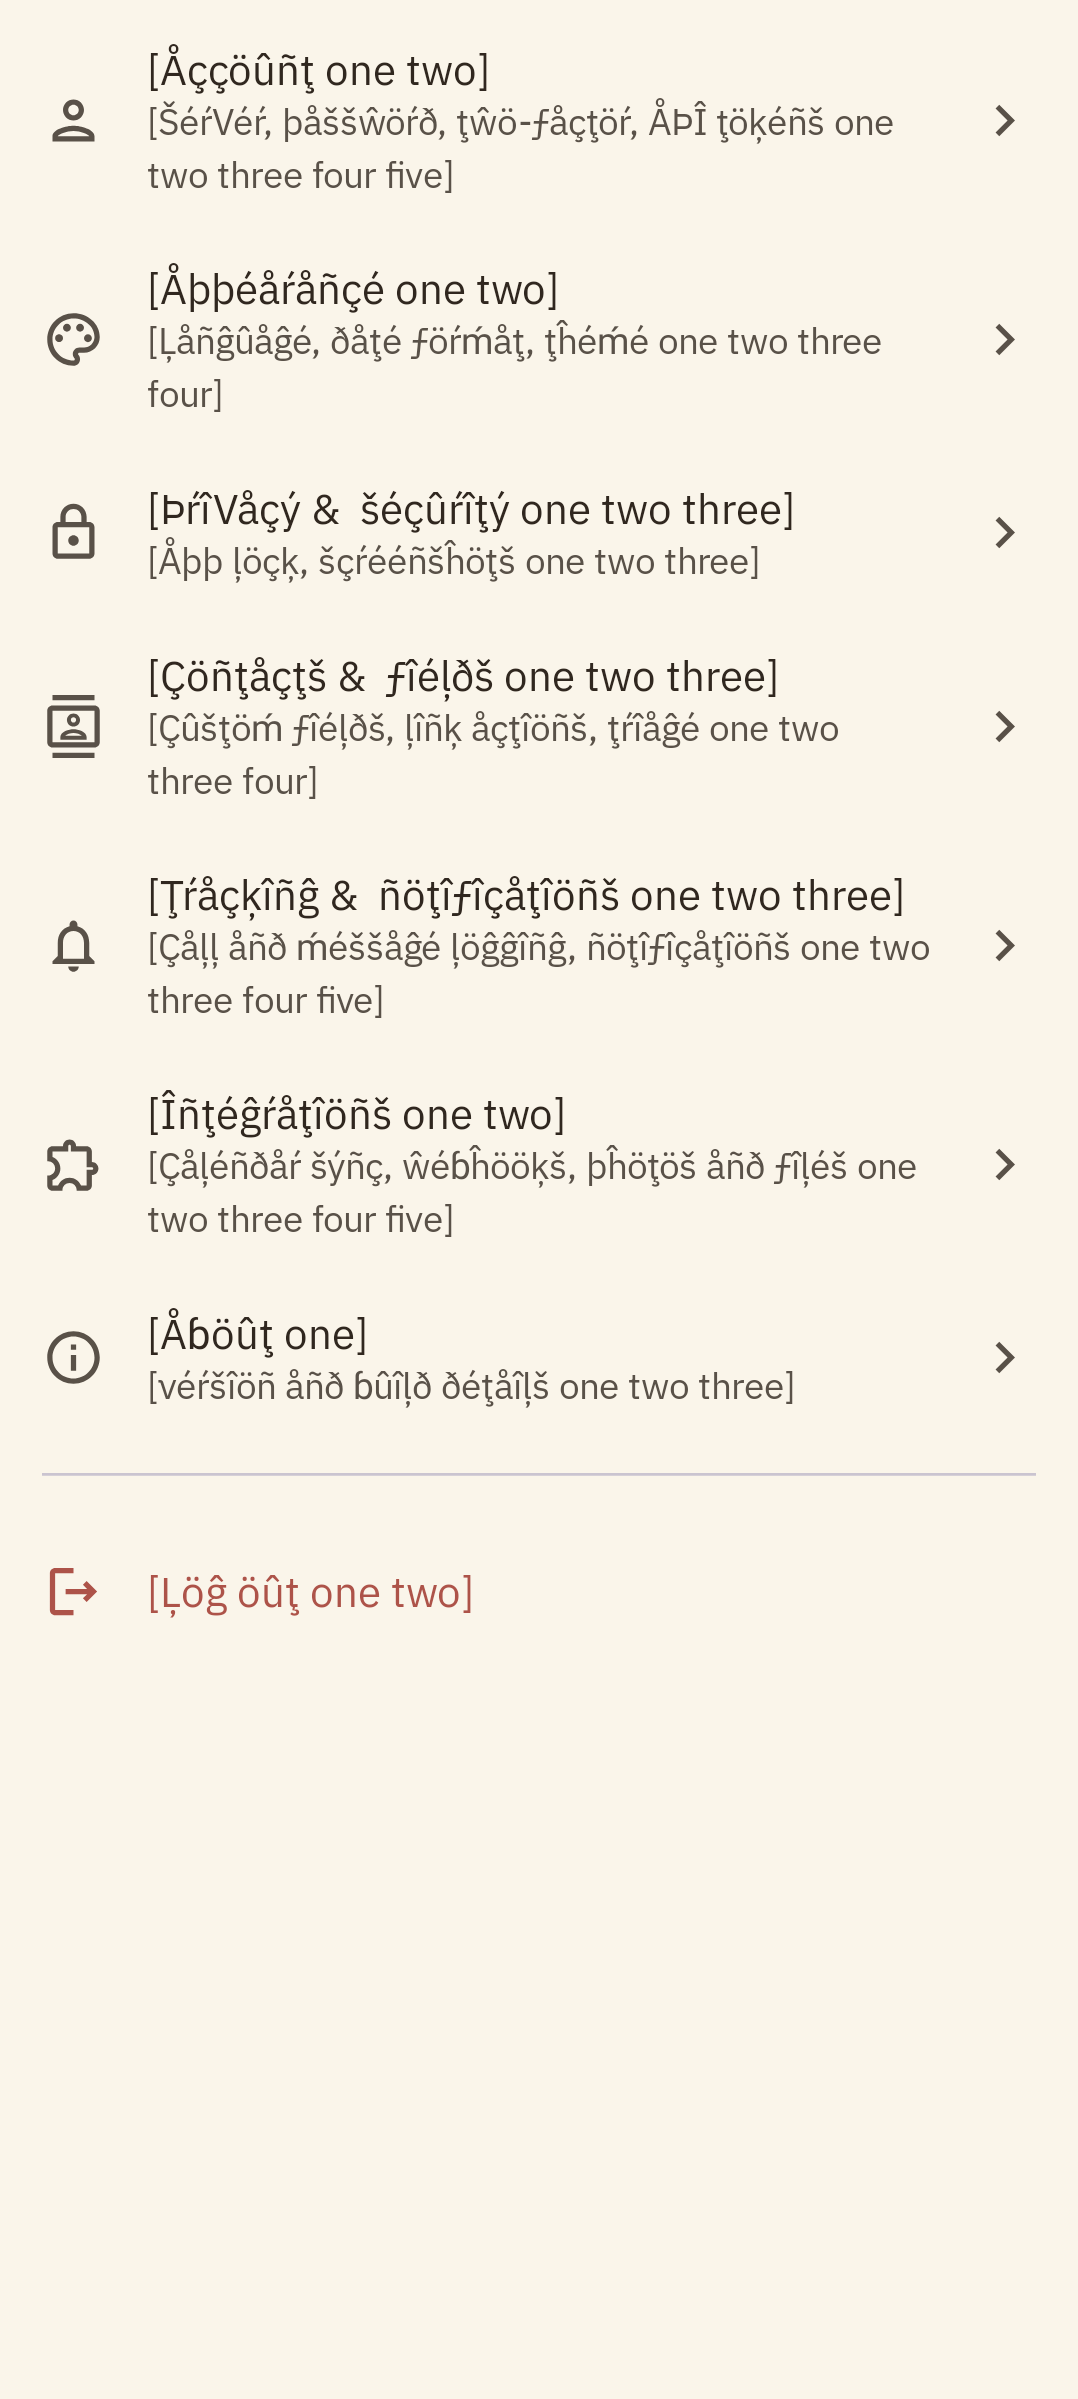 [Åççöûñţ one two]
[ŠéŕVéŕ, þåššŵöŕð, ţŵö-ƒåçţöŕ, ÅÞÎ ţöķéñš one
two three four five]
[Åþþéåŕåñçé one two]
[Ļåñĝûåĝé, ðåţé ƒöŕḿåţ, ţĥéḿé one two three
four]
[ÞŕîVåçý &  šéçûŕîţý one two three]
[Åþþ ļöçķ, šçŕééñšĥöţš one two three]
[Çöñţåçţš &  ƒîéļðš one two three]
[Çûšţöḿ ƒîéļðš, ļîñķ åçţîöñš, ţŕîåĝé one two
three four]
[Ţŕåçķîñĝ &  ñöţîƒîçåţîöñš one two three]
[Çåļļ åñð ḿéššåĝé ļöĝĝîñĝ, ñöţîƒîçåţîöñš one two
three four five]
[Îñţéĝŕåţîöñš one two]
[Çåļéñðåŕ šýñç, ŵéɓĥööķš, þĥöţöš åñð ƒîļéš one
two three four five]
[Åɓöûţ one]
[véŕšîöñ åñð ɓûîļð ðéţåîļš one two three]
[Ļöĝ öûţ one two]